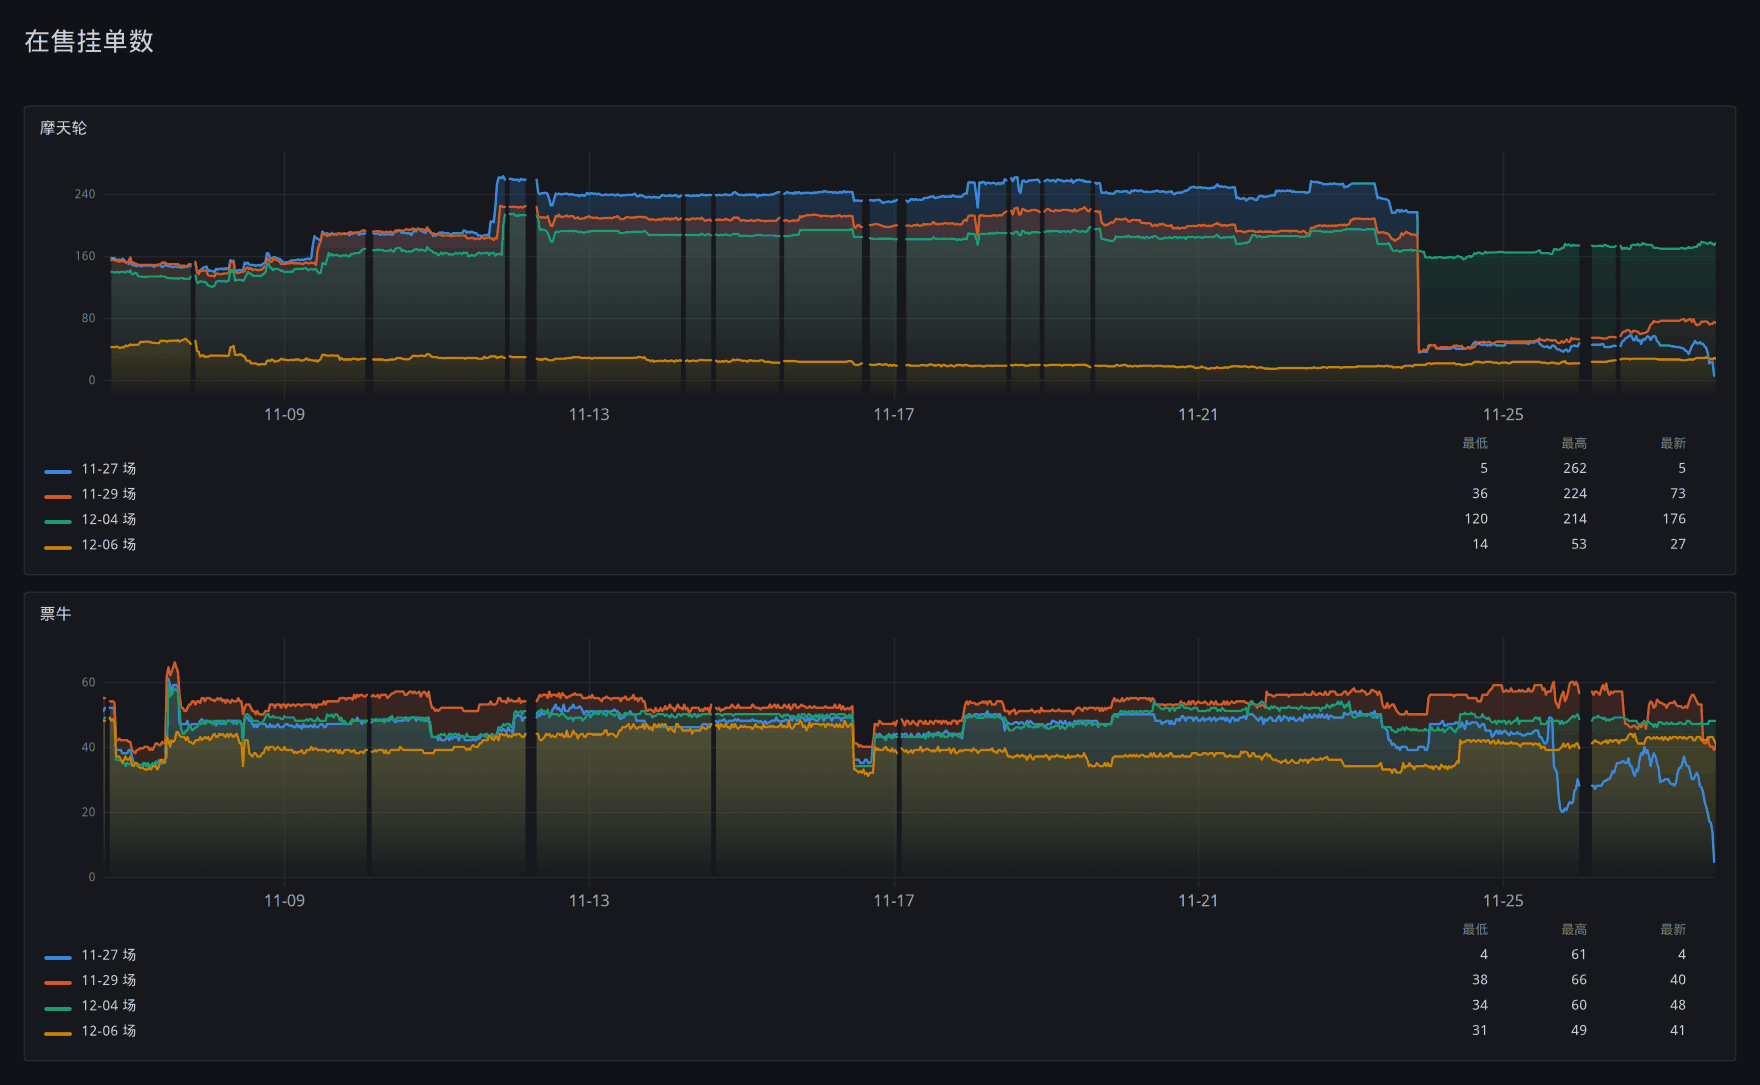 在售挂单数
摩天轮
240
160
80
0
11-09 11-13 11-17 11-21 11-25
最低 最高 最新
11-27 场 5 262 5
11-29 场 36 224 73
12-04 场 120 214 176
12-06 场 14 53 27
票牛
60
40
20
0
11-09 11-13 11-17 11-21 11-25
最低 最高 最新
11-27 场 4 61 4
11-29 场 38 66 40
12-04 场 34 60 48
12-06 场 31 49 41